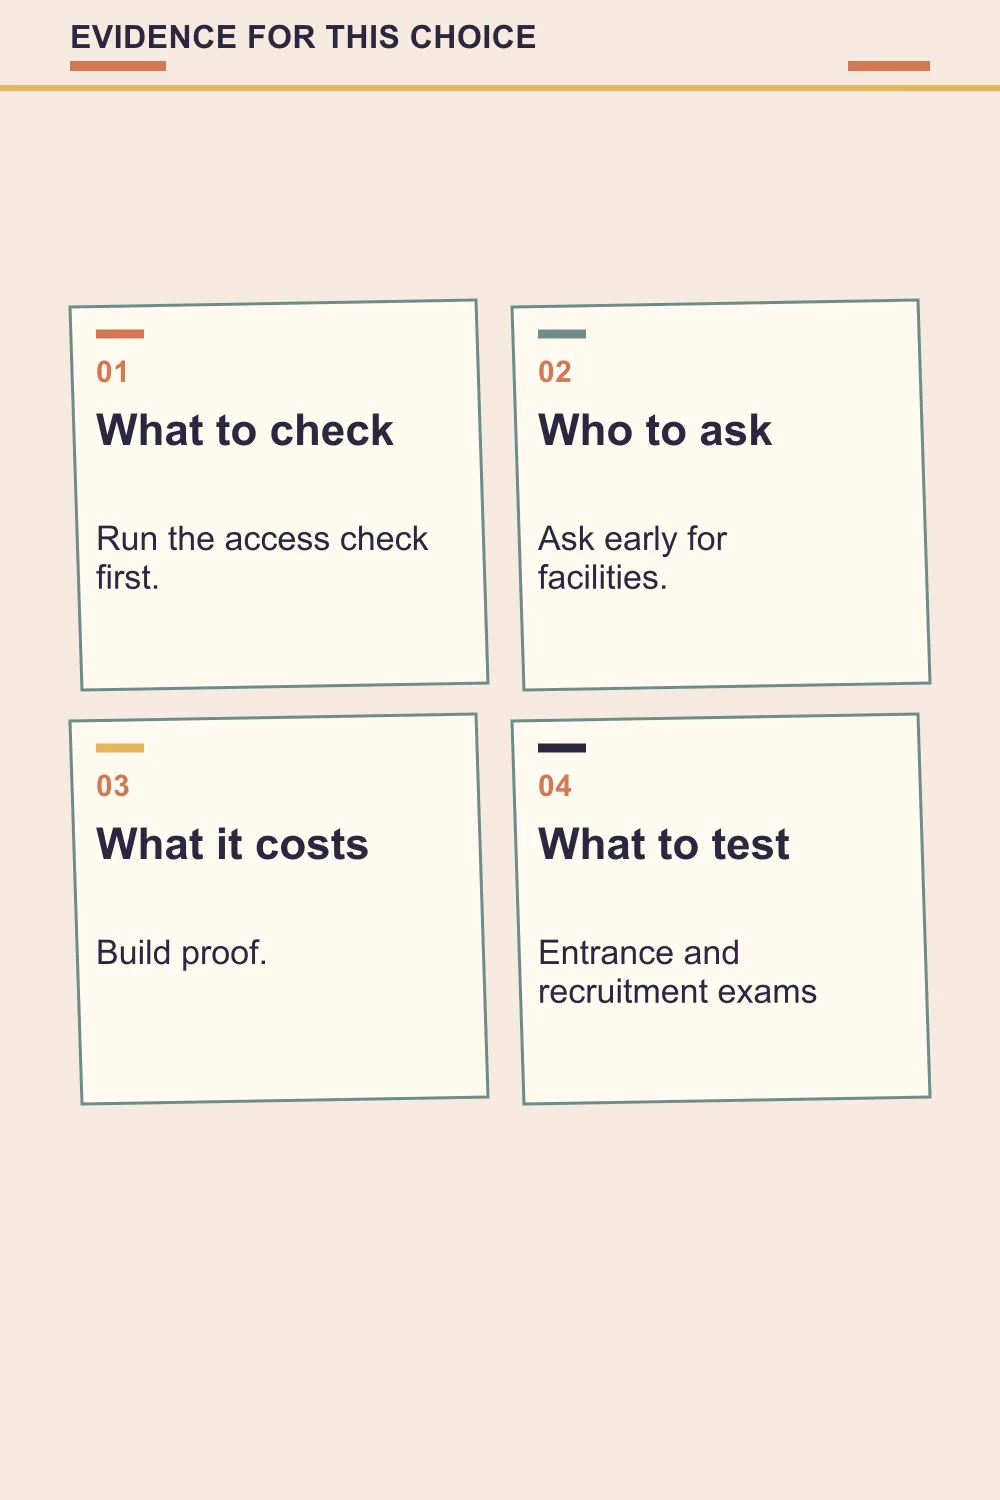 EVIDENCE FOR THIS CHOICE
01
What to check
Run the access check
first.
02
Who to ask
Ask early for
facilities.
03
What it costs
Build proof.
04
What to test
Entrance and
recruitment exams